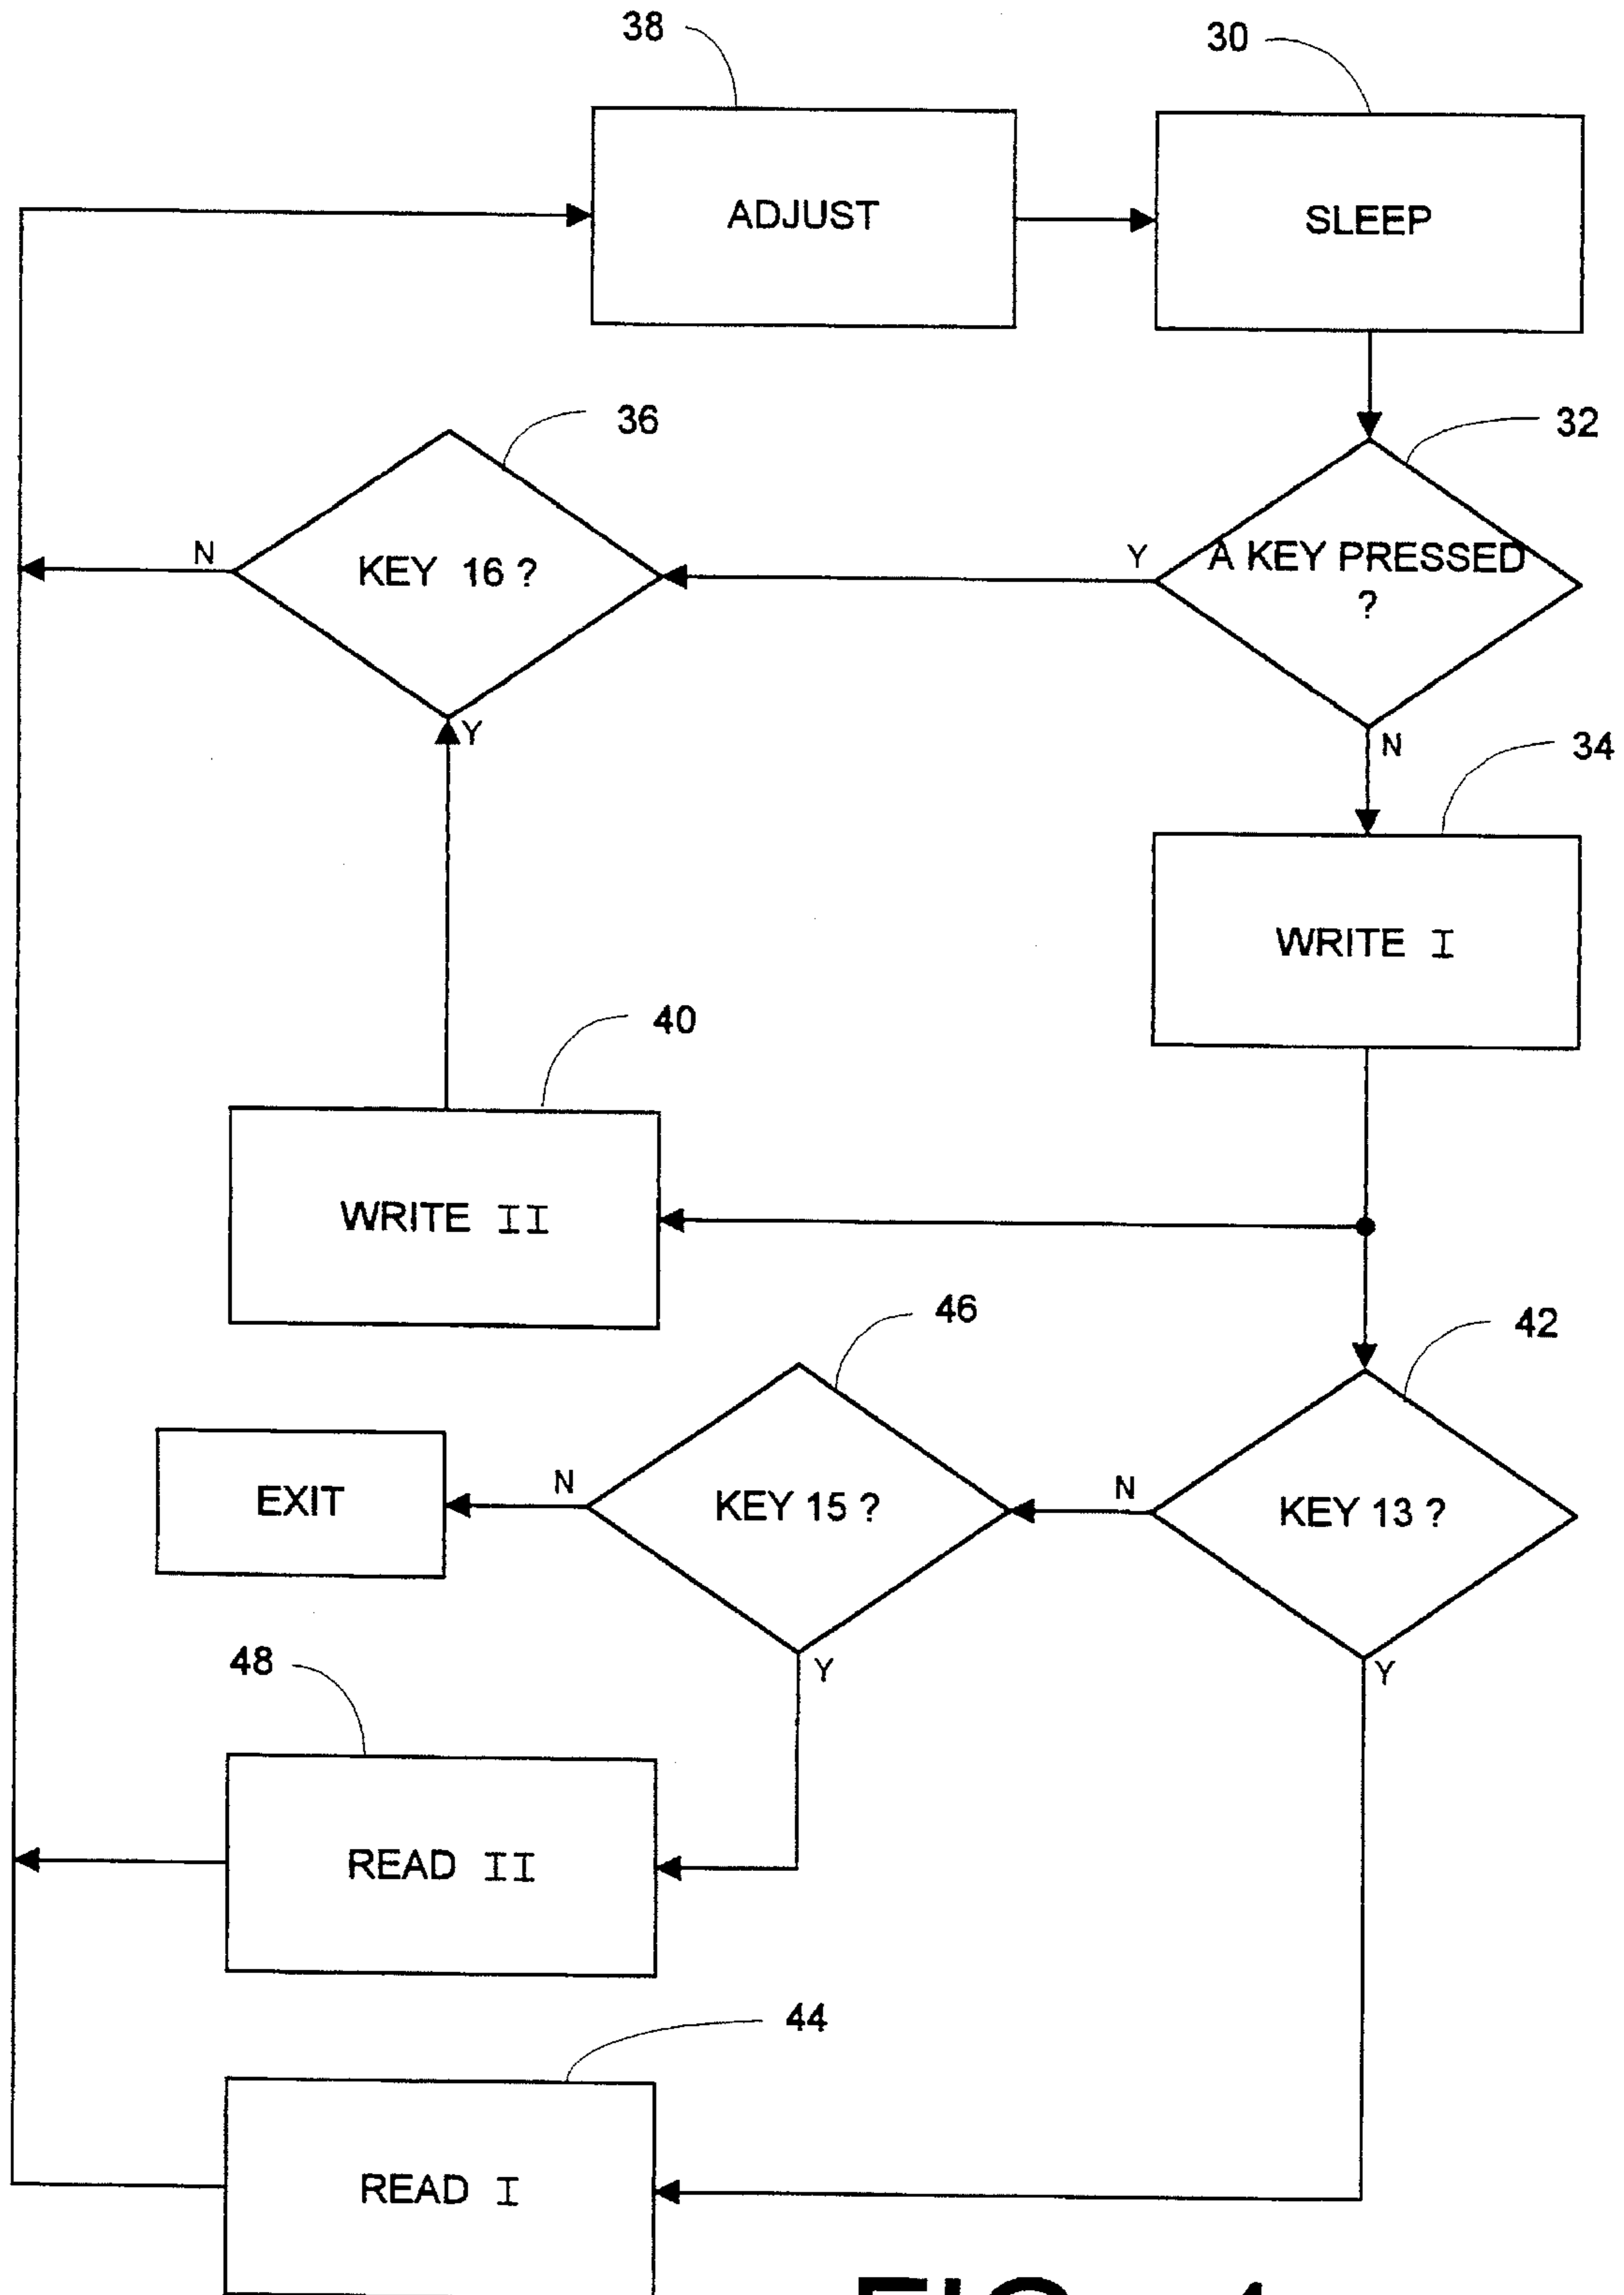 38
30
ADJUST
SLEEP
36
32
N
KEY 16 ?
Y
A KEY PRESSED
?
Y
N
34
WRITE I
40
WRITE II
46
42
EXIT
N
KEY 15 ?
N
KEY 13 ?
48
Y
Y
READ II
44
READ I